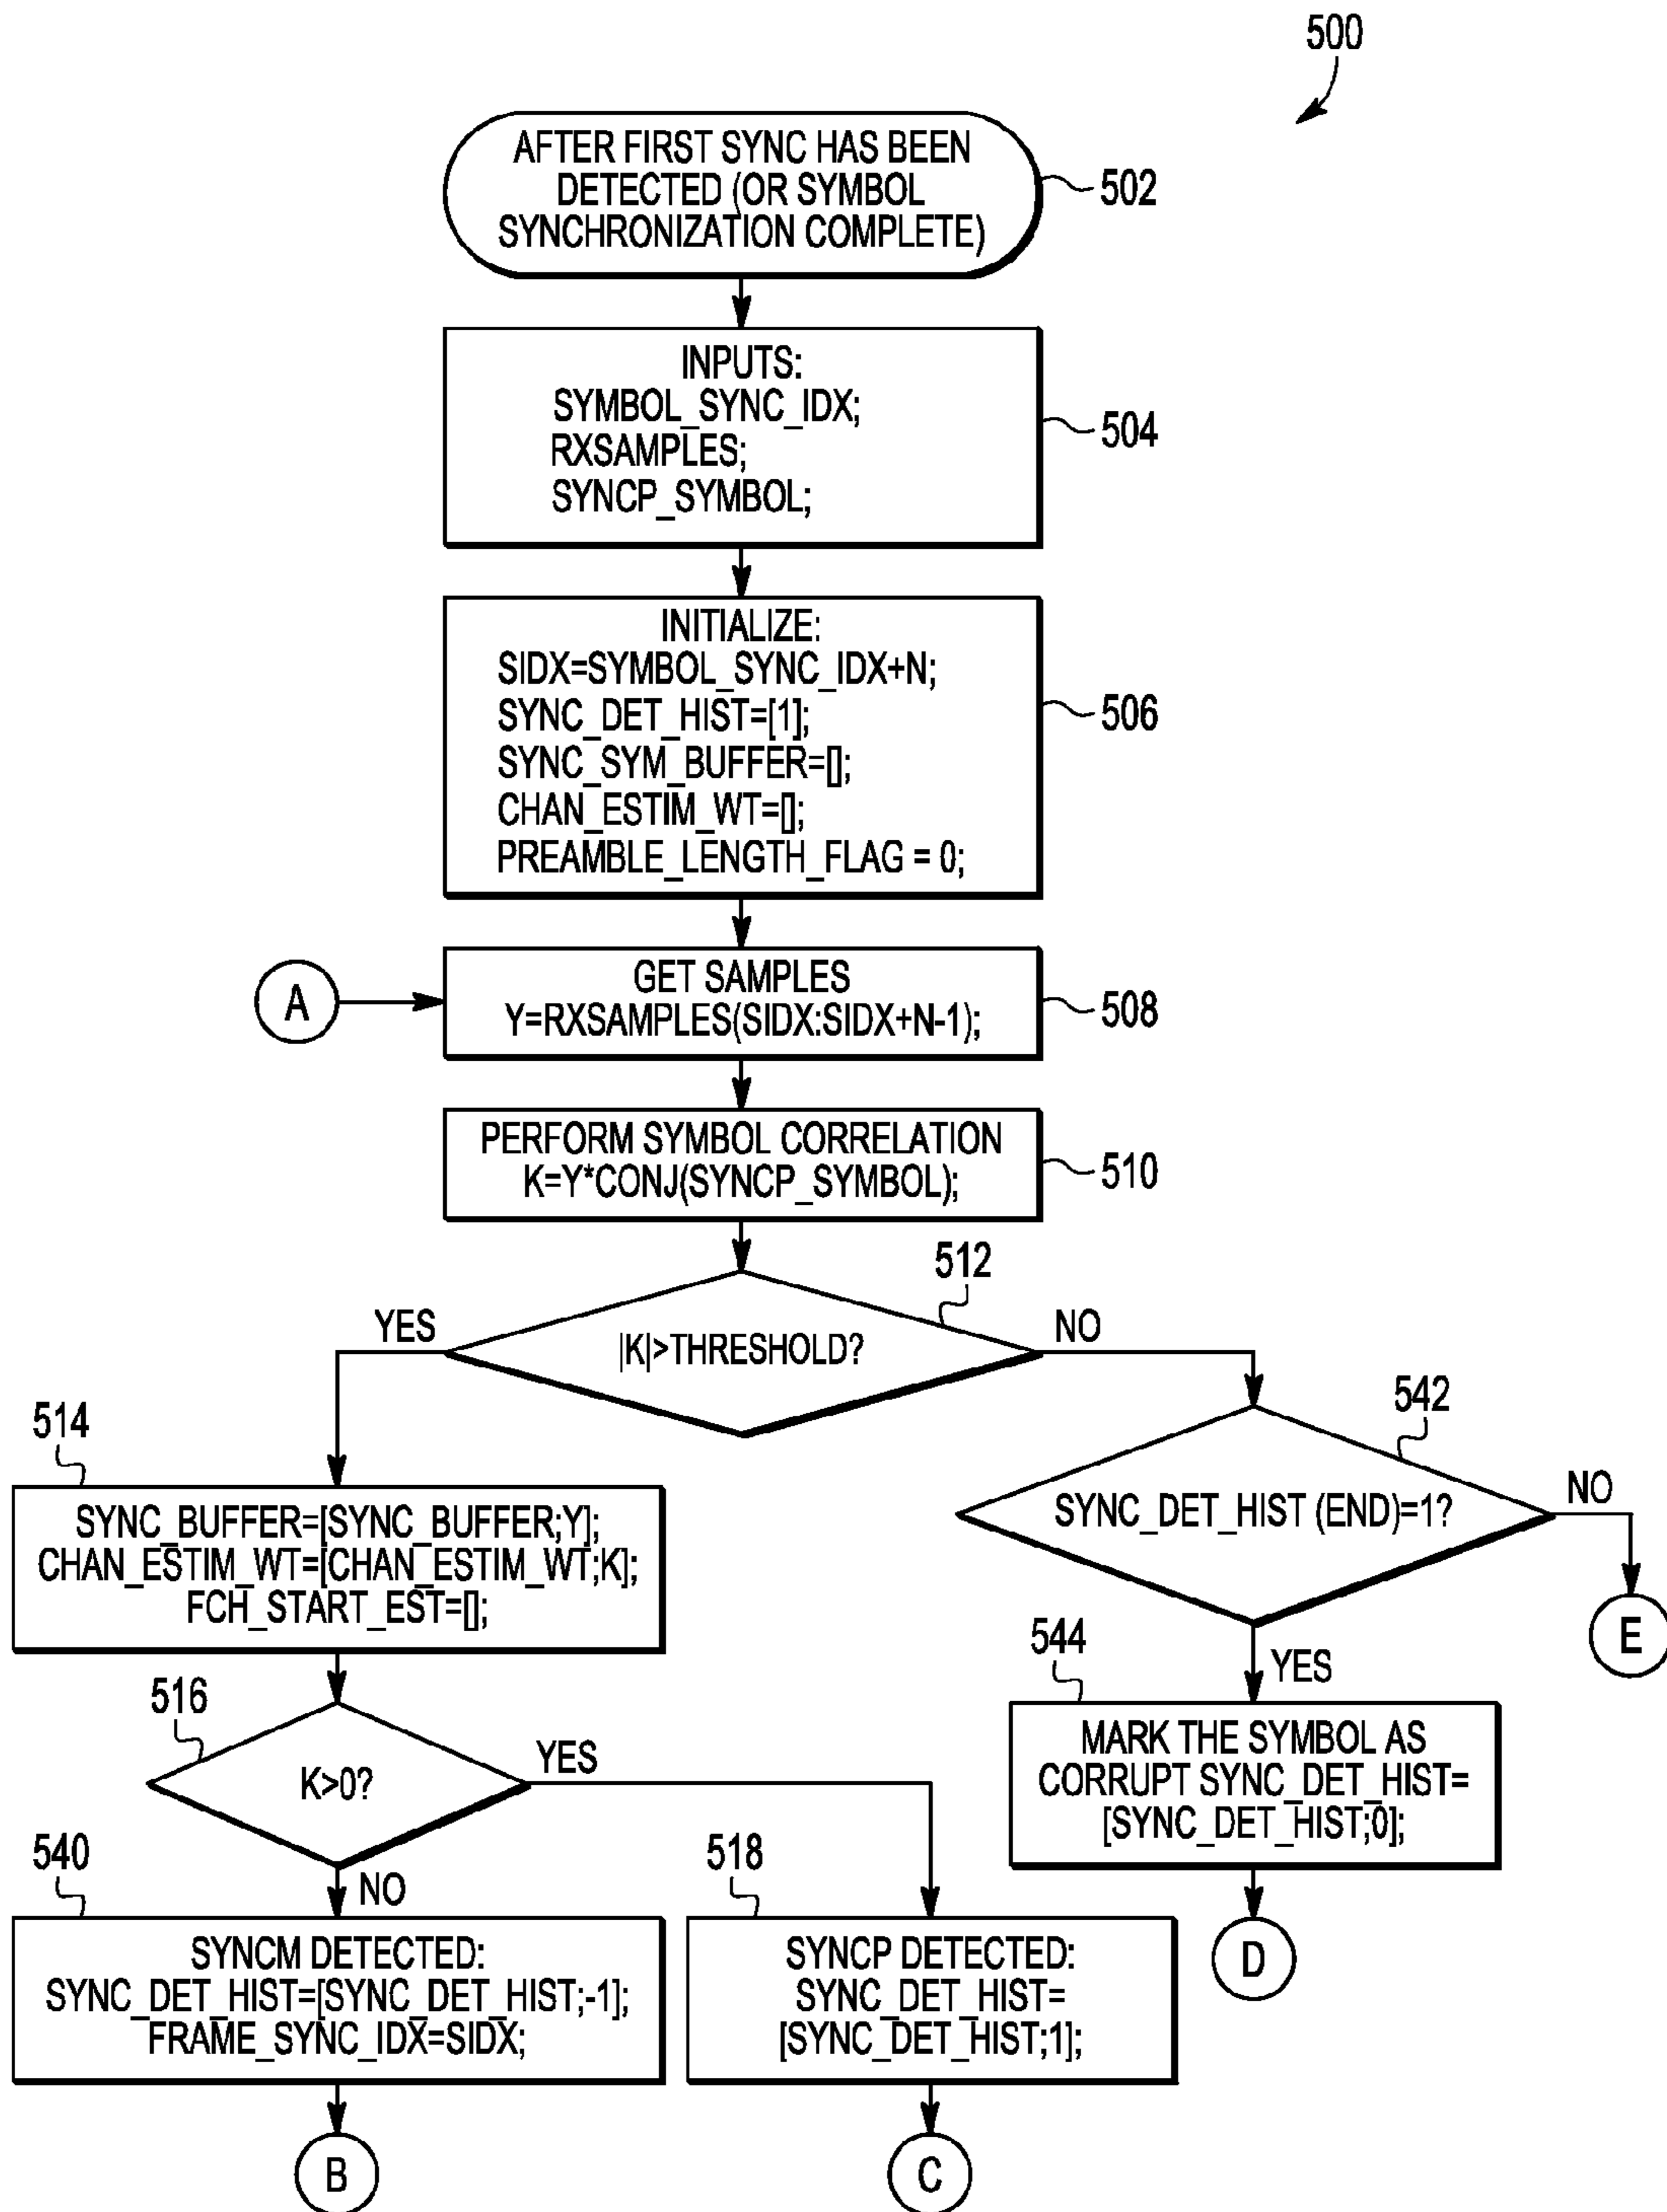 500
AFTER FIRST SYNC HAS BEEN
DETECTED (OR SYMBOL
SYNCHRONIZATION COMPLETE)
502
INPUTS:
SYMBOL_SYNC_IDX;
RXSAMPLES;
SYNCP_SYMBOL;
504
INITIALIZE:
SIDX=SYMBOL_SYNC_IDX+N;
SYNC_DET_HIST=[1];
SYNC_SYM_BUFFER=[];
CHAN_ESTIM_WT=[];
PREAMBLE_LENGTH_FLAG = 0;
506
A
GET SAMPLES
Y=RXSAMPLES(SIDX:SIDX+N-1);
508
PERFORM SYMBOL CORRELATION
K=Y*CONJ(SYNCP_SYMBOL);
510
512
|K|>THRESHOLD?
YES
NO
514
SYNC_BUFFER=[SYNC_BUFFER;Y];
CHAN_ESTIM_WT=[CHAN_ESTIM_WT;K];
FCH_START_EST=[];
542
SYNC_DET_HIST (END)=1?
NO
E
YES
516
K>0?
YES
NO
544
MARK THE SYMBOL AS
CORRUPT SYNC_DET_HIST=
[SYNC_DET_HIST;0];
D
540
SYNCM DETECTED:
SYNC_DET_HIST=[SYNC_DET_HIST;-1];
FRAME_SYNC_IDX=SIDX;
B
518
SYNCP DETECTED:
SYNC_DET_HIST=
[SYNC_DET_HIST;1];
C